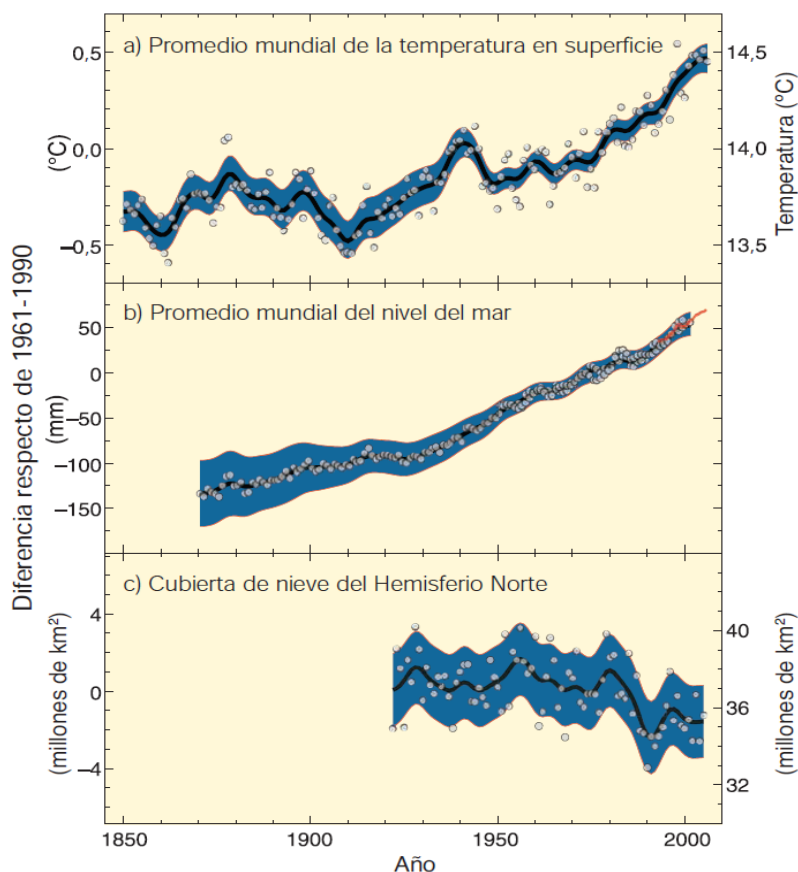 a) Promedio mundial de la temperatura en superficie
0,5
0,0
–0,5
(°C)
14,5
14,0
13,5
Temperatura (°C)
Diferencia respecto de 1961-1990
b) Promedio mundial del nivel del mar
50
0
–50
–100
–150
(mm)
c) Cubierta de nieve del Hemisferio Norte
4
0
–4
(millones de km²)
40
36
32
(millones de km²)
1850
1900
1950
2000
Año